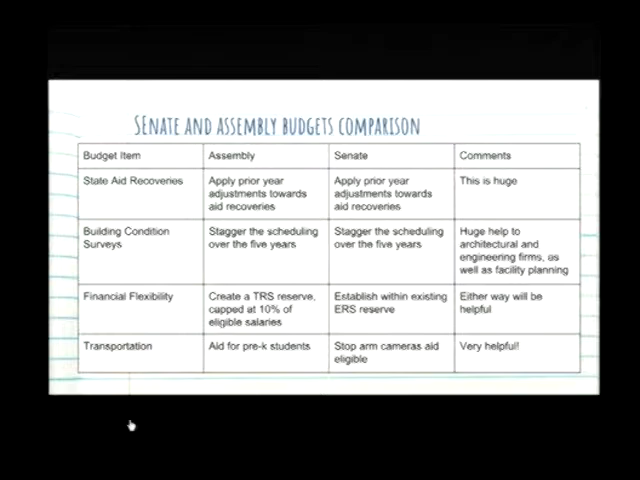 SENATE AND ASSEMBLY BUDGETS COMPARISON
Budget Item Assembly Senate Comments
State Aid Recoveries
Apply prior year
adjustments towards
aid recoveries
Apply prior year
adjustments towards
aid recoveries
This is huge
Building Condition
Surveys
Stagger the scheduling
over the five years
Stagger the scheduling
over the five years
Huge help to
architectural and
engineering firms, as
well as facility planning
Financial Flexibility
Create a TRS reserve,
capped at 10% of
eligible salaries
Establish within existing
ERS reserve
Either way will be
helpful
Transportation
Aid for pre-k students
Stop arm cameras aid
eligible
Very helpful!